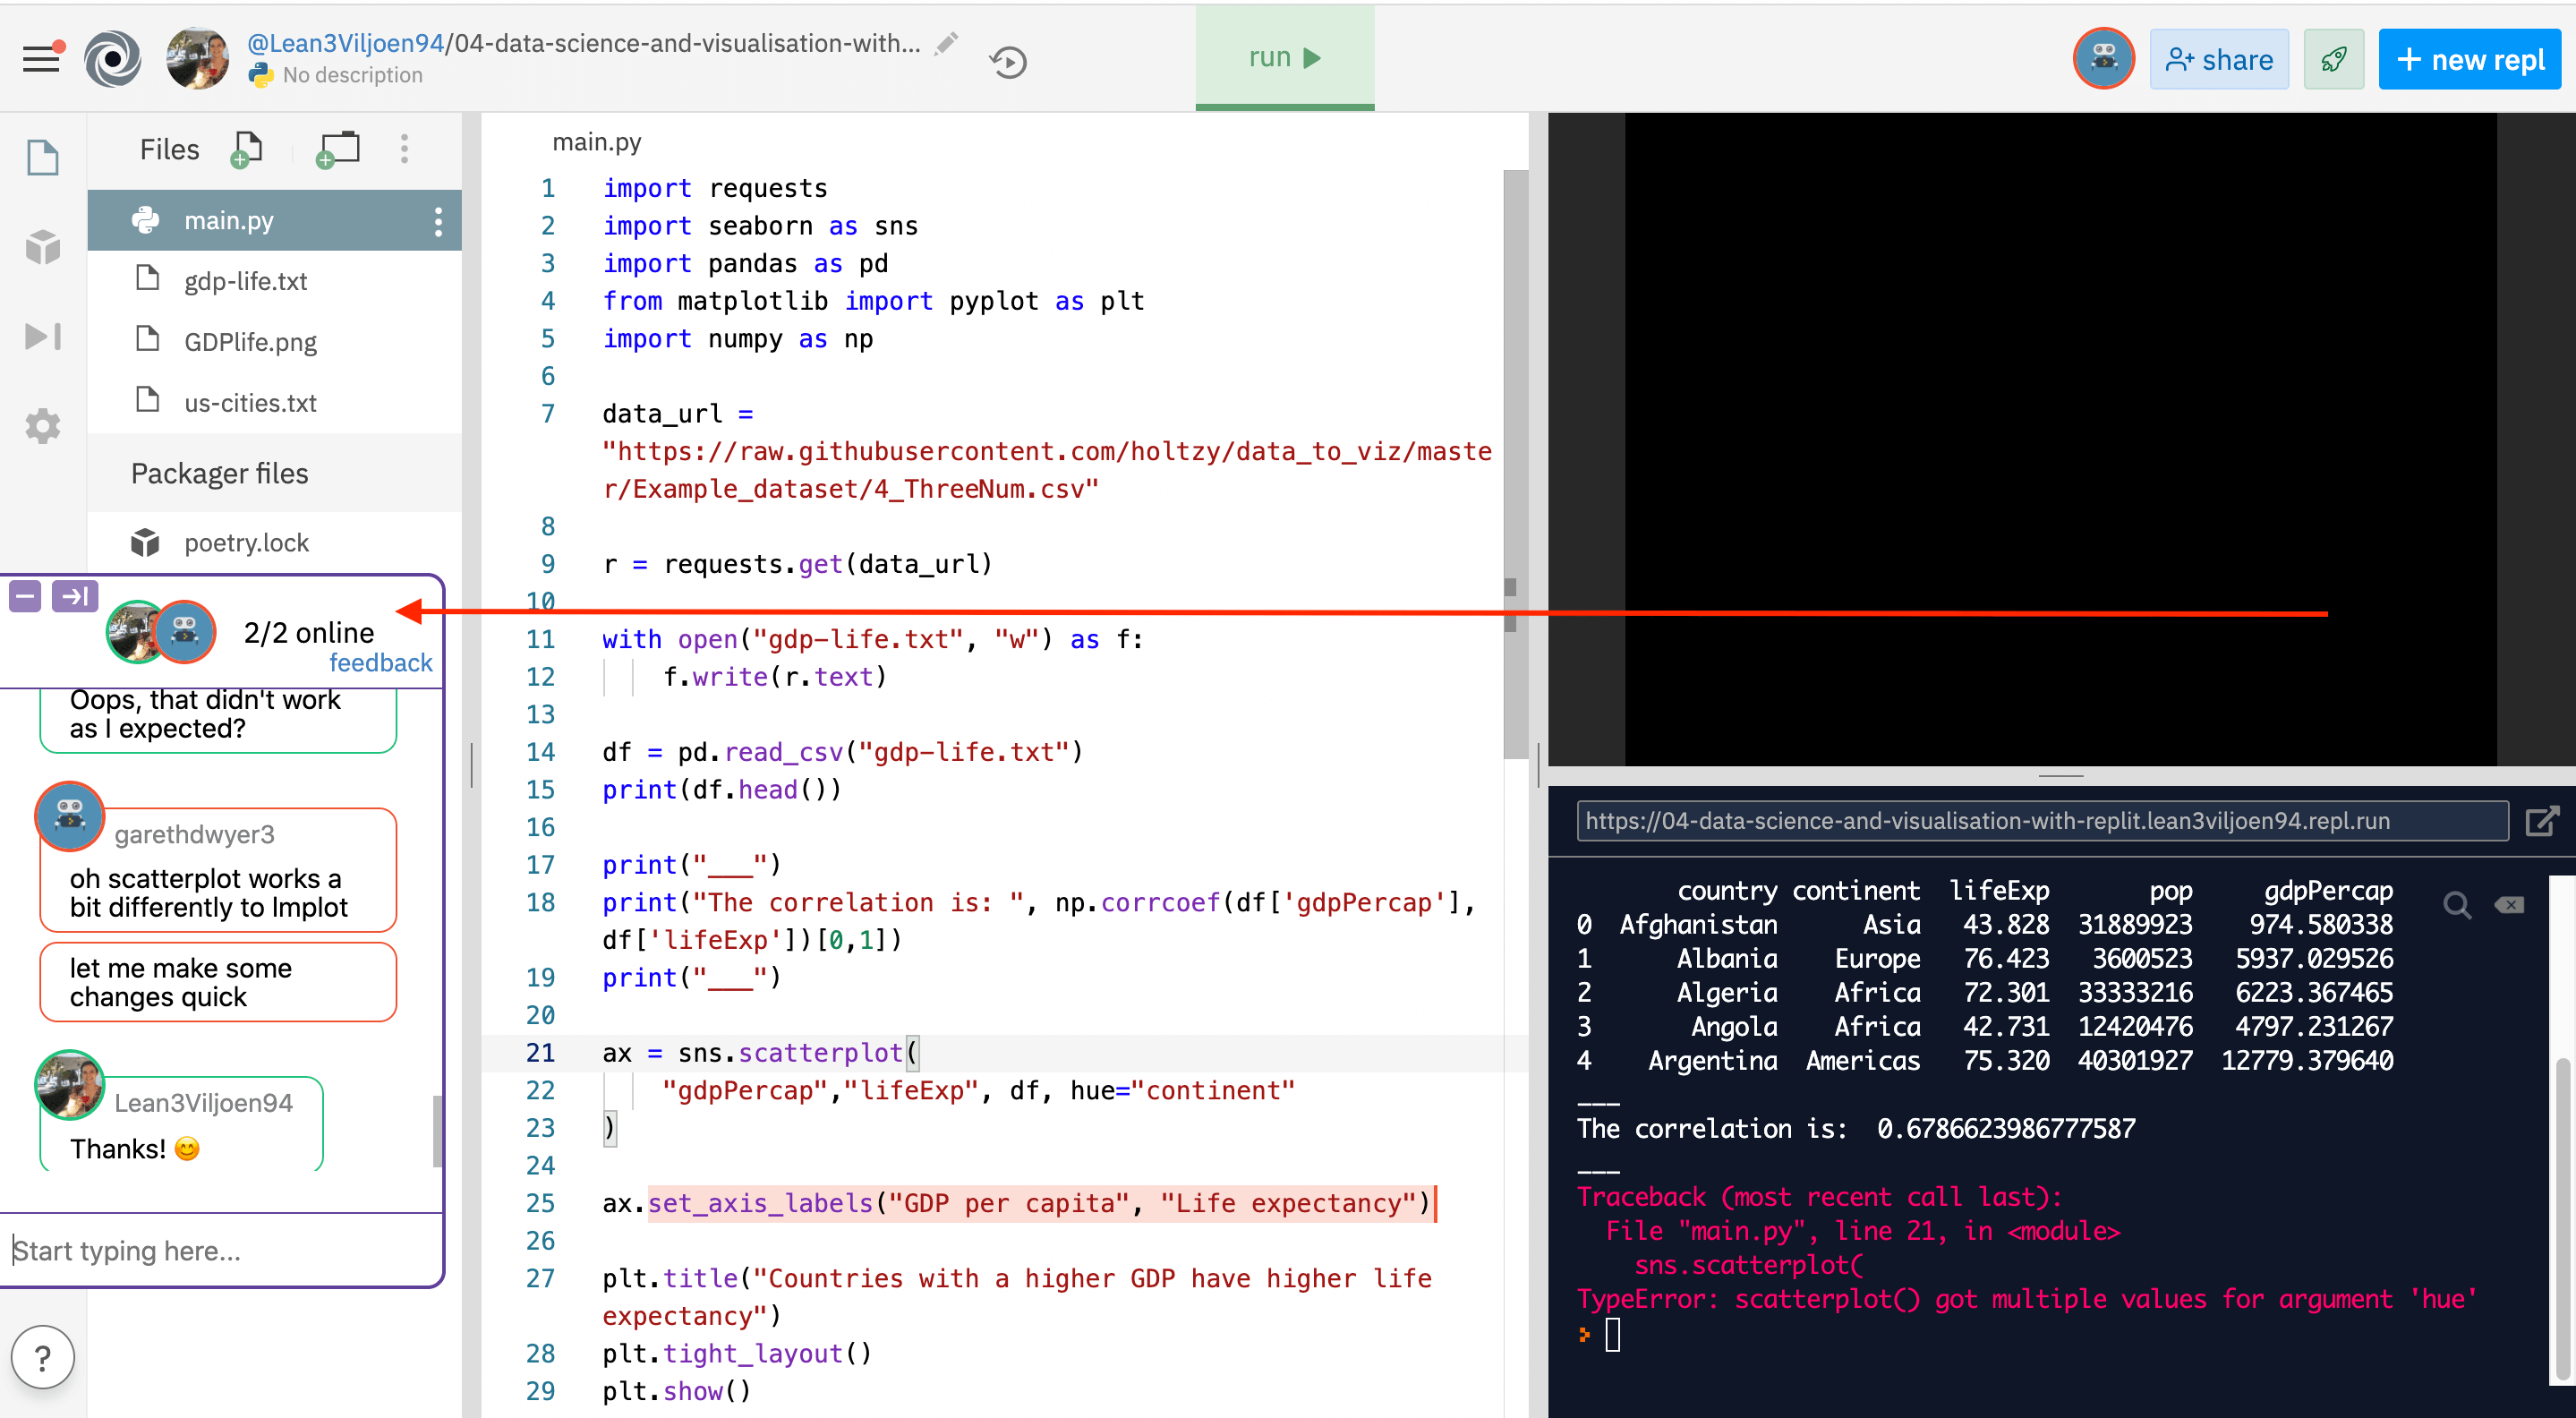 @Lean3Viljoen94/04-data-science-and-visualisation-with...
No description
run
share
+ new repl
Files
main.py
gdp-life.txt
GDPlife.png
us-cities.txt
Packager files
poetry.lock
2/2 online
feedback
Oops, that didn't work
as I expected?
garethdwyer3
oh scatterplot works a
bit differently to lmplot
let me make some
changes quick
Lean3Viljoen94
Thanks! 😊
Start typing here...
?
main.py
1 import requests
2 import seaborn as sns
3 import pandas as pd
4 from matplotlib import pyplot as plt
5 import numpy as np
6
7 data_url =
"https://raw.githubusercontent.com/holtzy/data_to_viz/maste
r/Example_dataset/4_ThreeNum.csv"
8
9 r = requests.get(data_url)
10
11 with open("gdp-life.txt", "w") as f:
12 f.write(r.text)
13
14 df = pd.read_csv("gdp-life.txt")
15 print(df.head())
16
17 print("___")
18 print("The correlation is: ", np.corrcoef(df['gdpPercap'],
df['lifeExp'])[0,1])
19 print("___")
20
21 ax = sns.scatterplot(
22 "gdpPercap","lifeExp", df, hue="continent"
23 )
24
25 ax.set_axis_labels("GDP per capita", "Life expectancy")
26
27 plt.title("Countries with a higher GDP have higher life
expectancy")
28 plt.tight_layout()
29 plt.show()
https://04-data-science-and-visualisation-with-replit.lean3viljoen94.repl.run
country continent lifeExp pop gdpPercap
0 Afghanistan Asia 43.828 31889923 974.580338
1 Albania Europe 76.423 3600523 5937.029526
2 Algeria Africa 72.301 33333216 6223.367465
3 Angola Africa 42.731 12420476 4797.231267
4 Argentina Americas 75.320 40301927 12779.379640
___
The correlation is: 0.6786623986777587
___
Traceback (most recent call last):
File "main.py", line 21, in <module>
sns.scatterplot(
TypeError: scatterplot() got multiple values for argument 'hue'